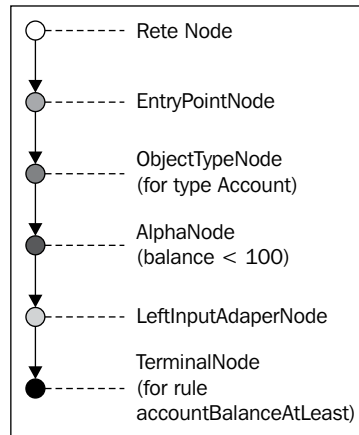 Rete Node
EntryPointNode
ObjectTypeNode
(for type Account)
AlphaNode
(balance < 100)
LeftInputAdaperNode
TerminalNode
(for rule
accountBalanceAtLeast)